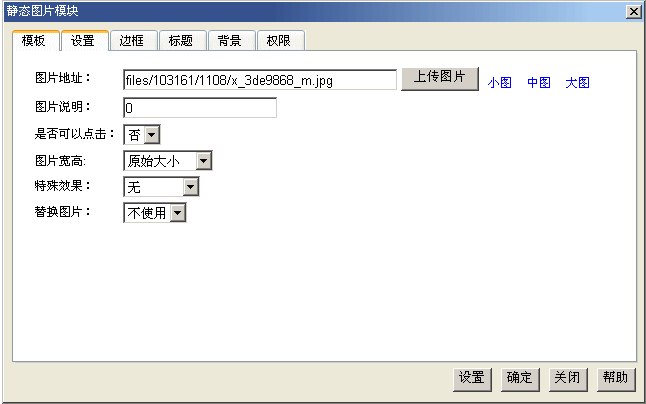 静态图片模块
模板 设置 边框 标题 背景 权限
图片地址： files/103161/1108/x_3de9868_m.jpg 上传图片 小图 中图 大图
图片说明： 0
是否可以点击： 否
图片宽高: 原始大小
特殊效果： 无
替换图片： 不使用
设置 确定 关闭 帮助